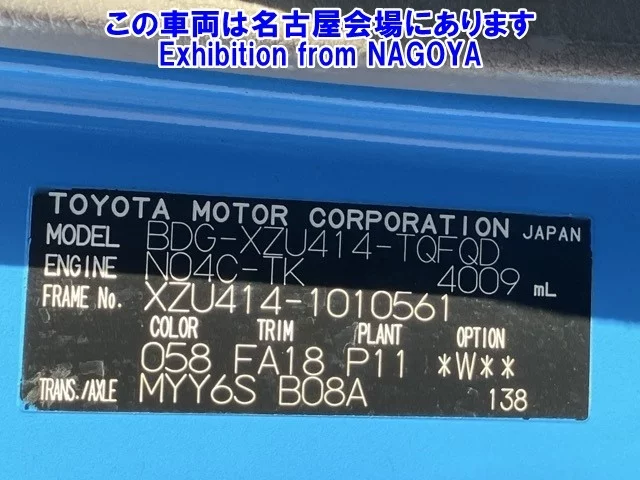 この車両は名古屋会場にあります
Exhibition from NAGOYA
TOYOTA MOTOR CORPORATION JAPAN
MODEL BDG-XZU414-TQFQD
ENGINE N04C-TK 4009 mL
FRAME No. XZU414-1010561
COLOR TRIM PLANT OPTION
058 FA18 P11 *W**
TRANS./AXLE MYY6S B08A 138